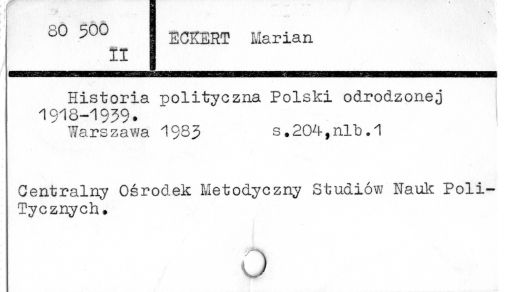 80 500
II
ECKERT Marian
Historia polityczna Polski odrodzonej
1918-1939.
Warszawa 1983 s.204,nlb.1
Centralny Ośrodek Metodyczny Studiów Nauk Poli-
Tycznych.